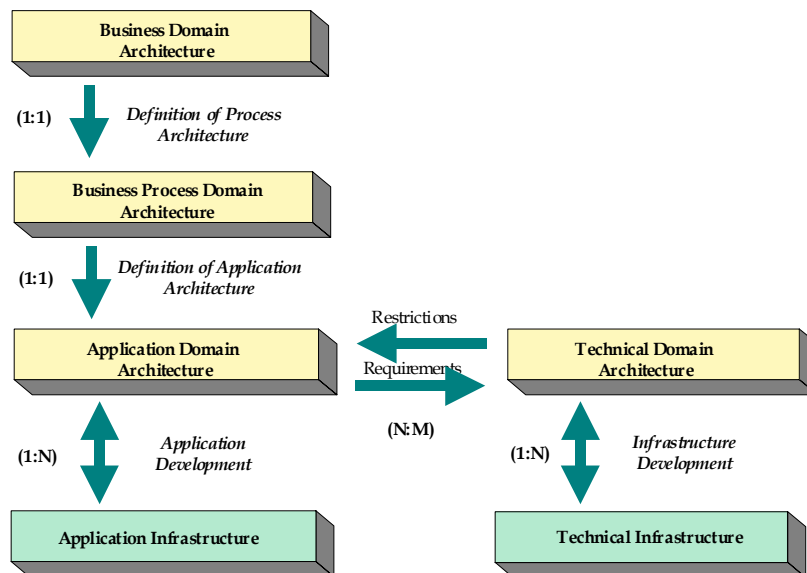 Business Domain
Architecture
(1:1)
Definition of Process
Architecture
Business Process Domain
Architecture
(1:1)
Definition of Application
Architecture
Restrictions
Application Domain
Architecture
Requirements
Technical Domain
Architecture
(N:M)
(1:N)
Application
Development
(1:N)
Infrastructure
Development
Application Infrastructure
Technical Infrastructure